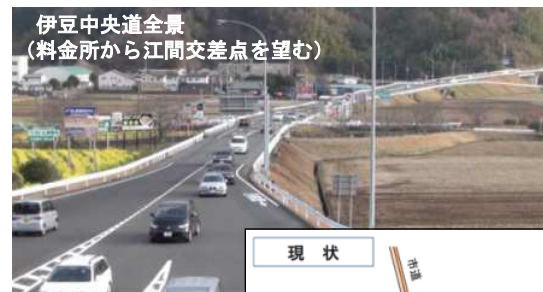 伊豆中央道全景
（料金所から江間交差点を望む）
現 状
市道